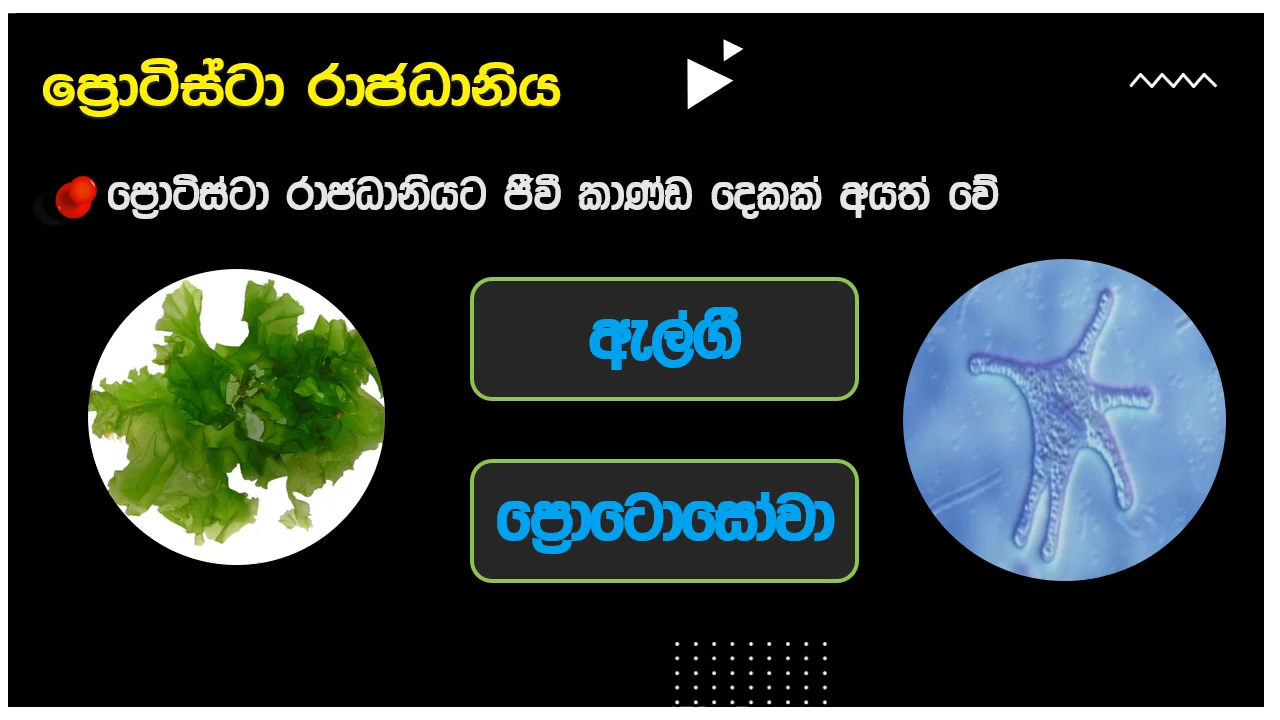 ප්‍රොටිස්ටා රාජධානිය
ප්‍රොටිස්ටා රාජධානියට ජීවී කාණ්ඩ දෙකක් අයත් වේ
ඇල්ගී
ප්‍රොටොසෝවා